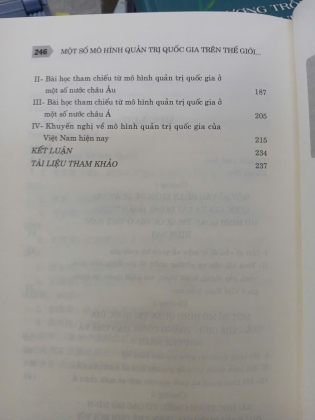 ƯƠNG TRÔ
246 MỘT SỐ MÔ HÌNH QUẢN TRỊ QUỐC GIA TRÊN THẾ GIỚI...
II- Bài học tham chiếu từ mô hình quản trị quốc gia ở
một số nước châu Âu 187
III- Bài học tham chiếu từ mô hình quản trị quốc gia ở
một số nước châu Á 205
IV- Khuyến nghị về mô hình quản trị quốc gia của
Việt Nam hiện nay 215
KẾT LUẬN 234
TÀI LIỆU THAM KHẢO 237